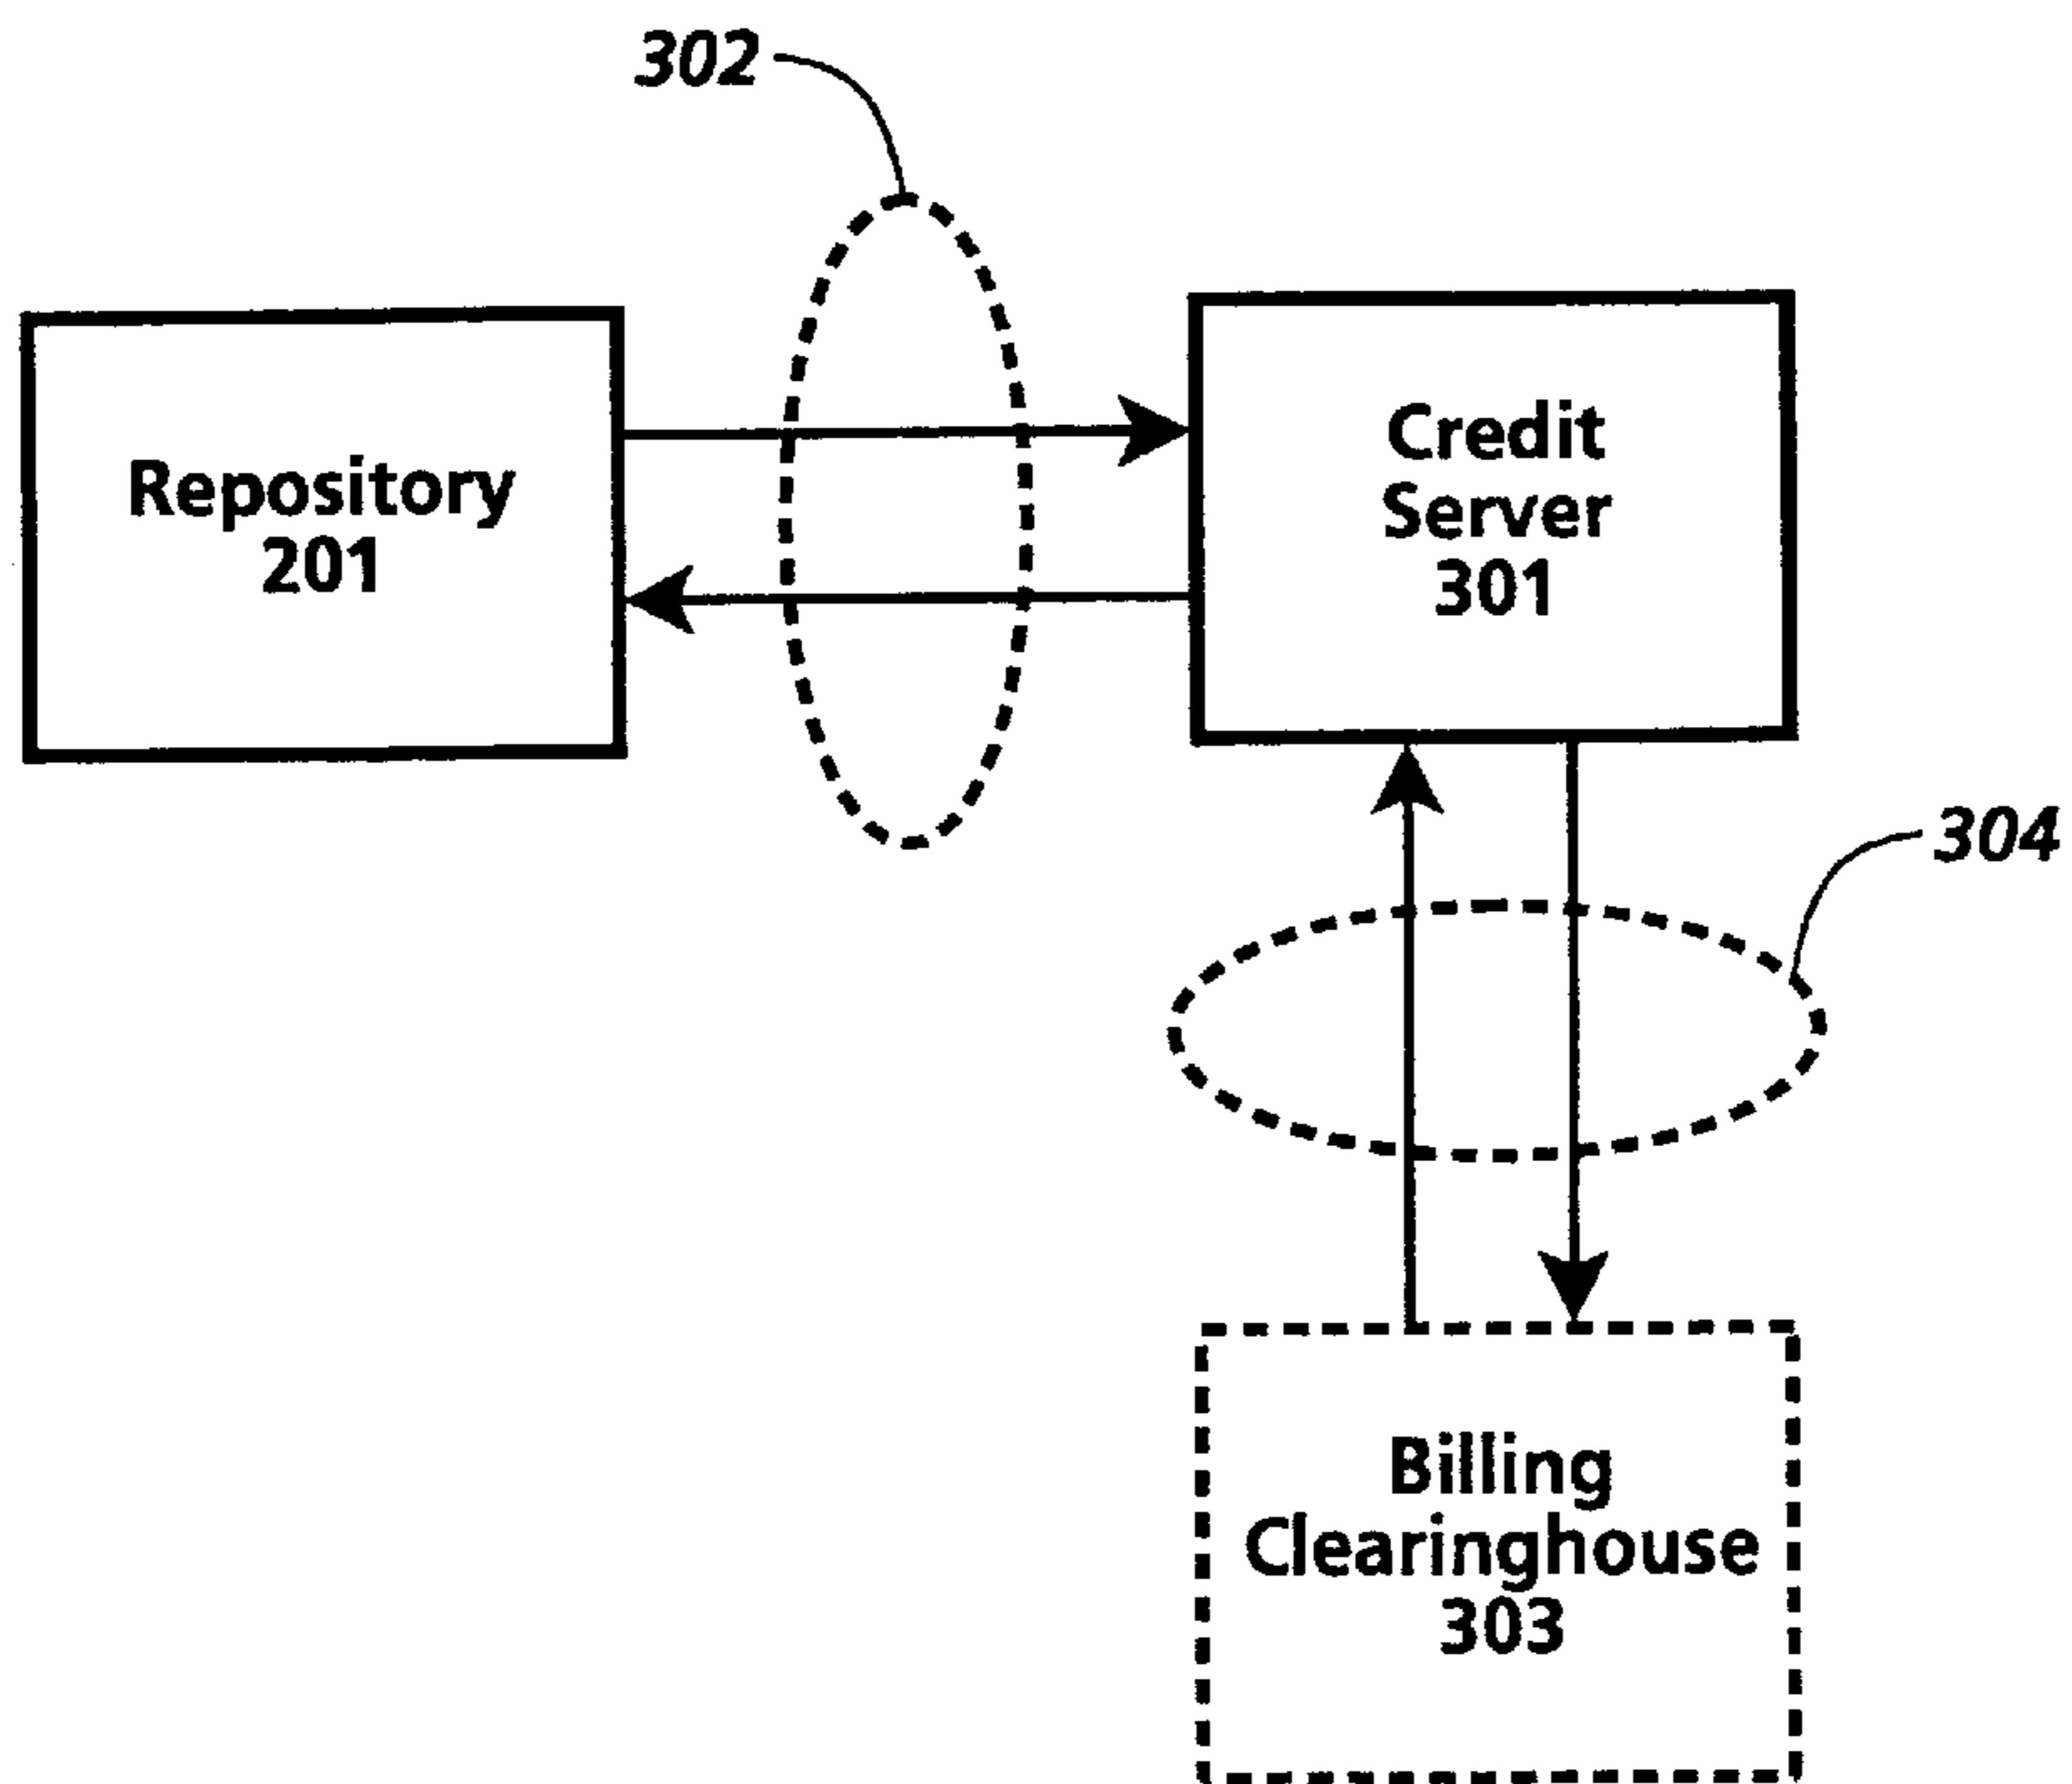 302
Repository
201
Credit
Server
301
304
Billing
Clearinghouse
303